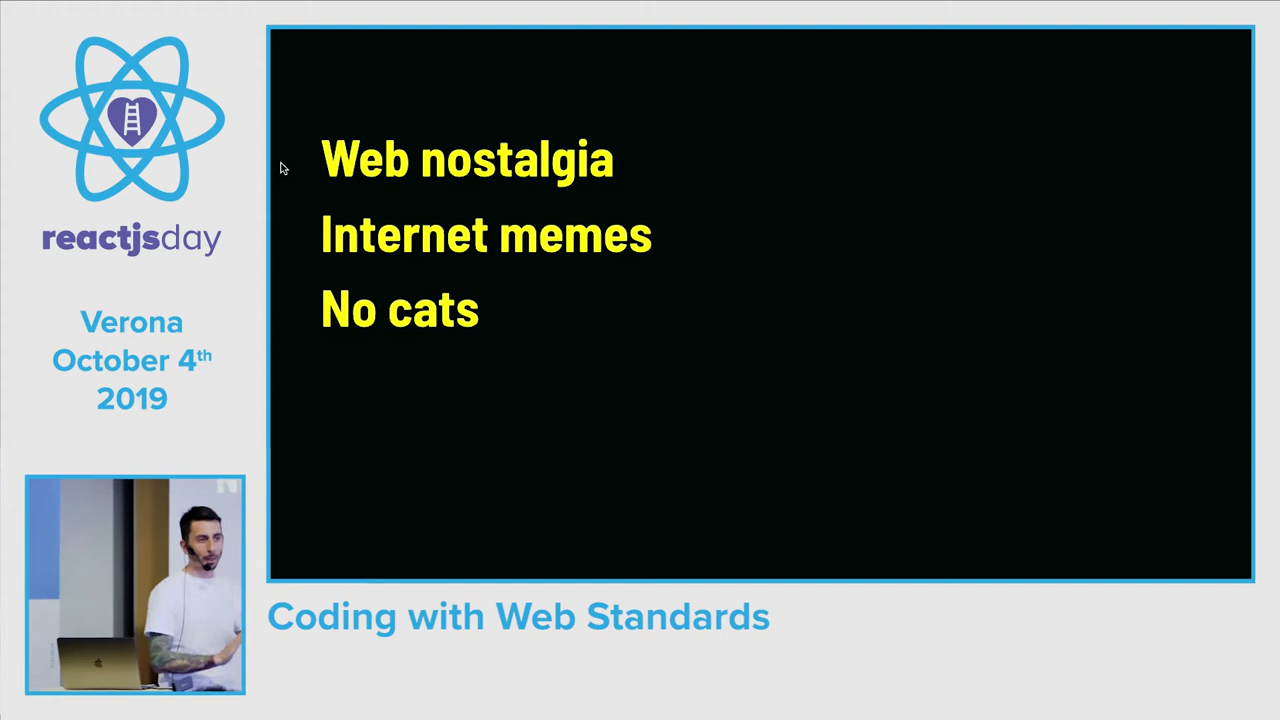 reactjsday
Verona
October 4th
2019
Web nostalgia
Internet memes
No cats
Coding with Web Standards